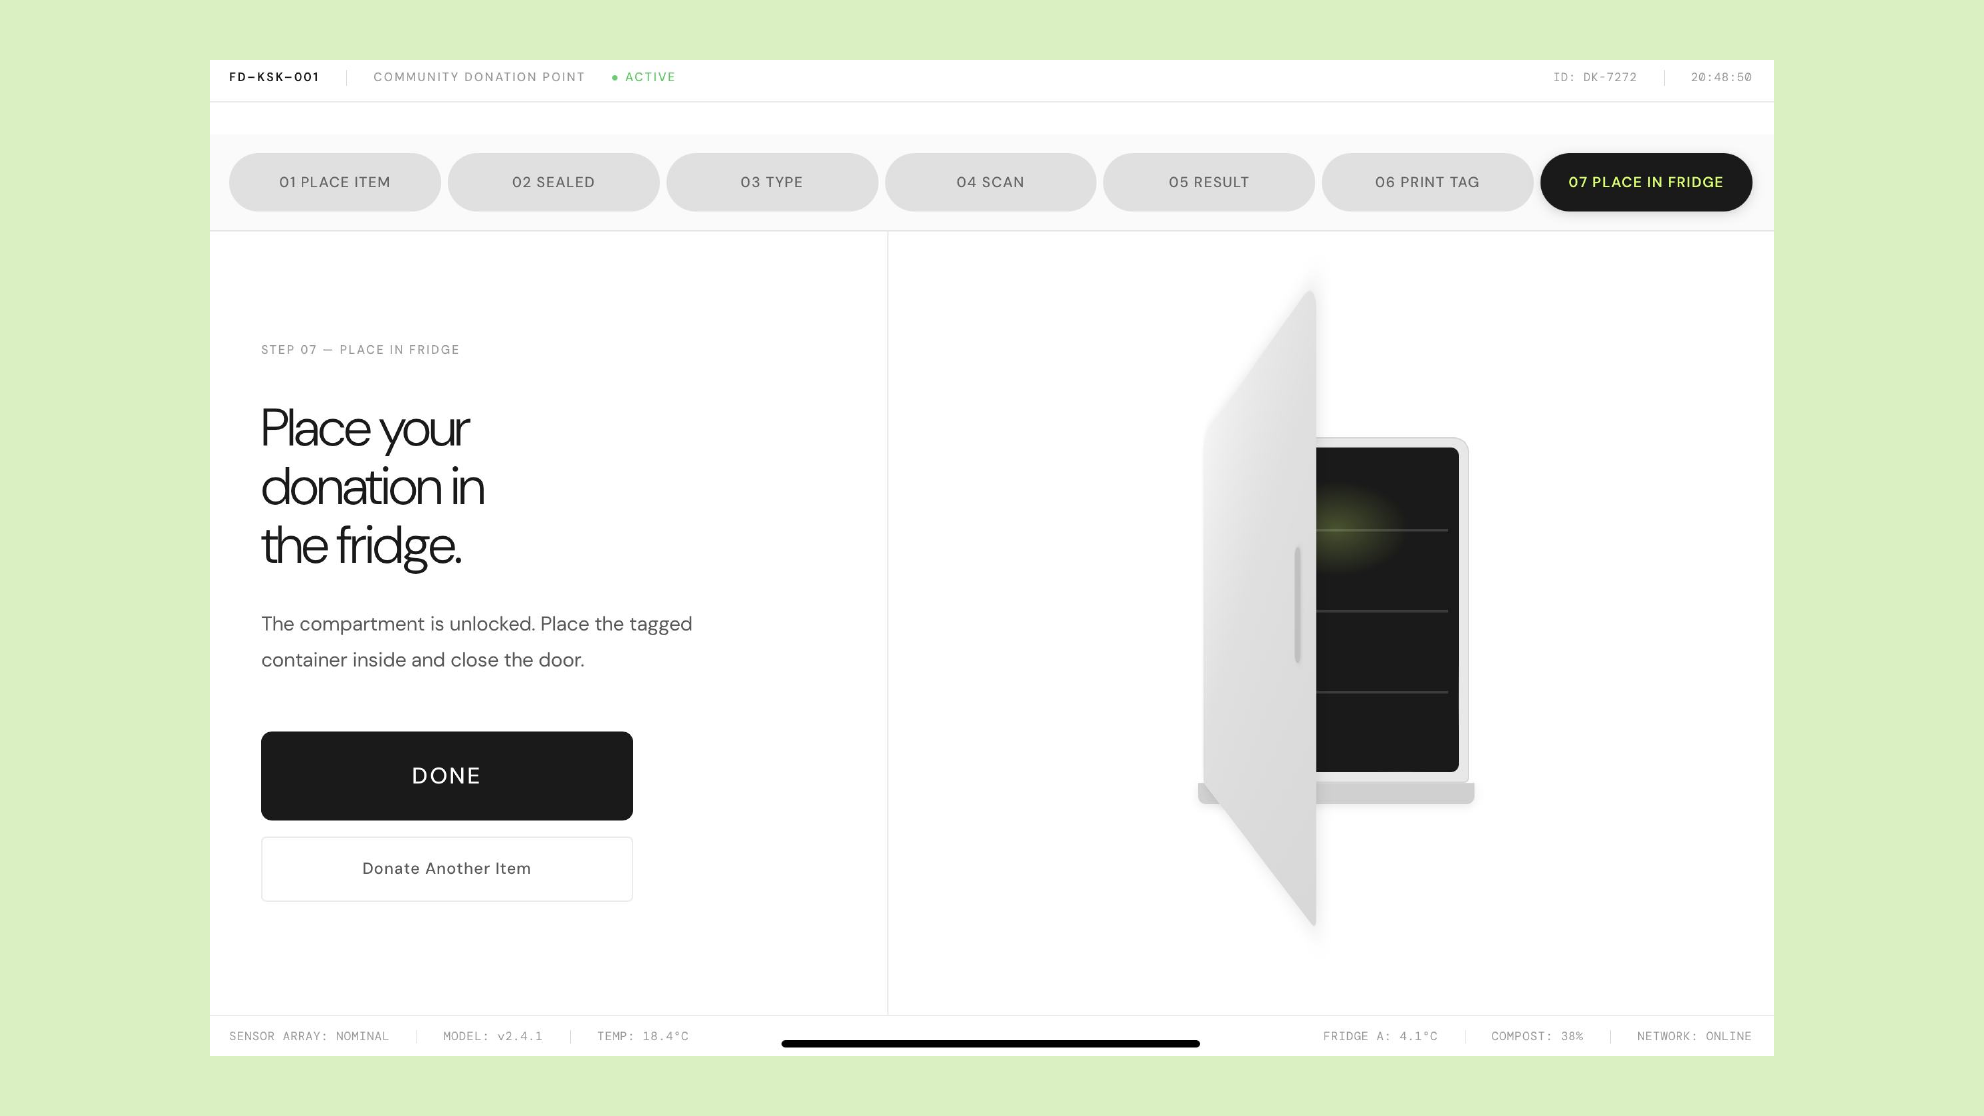 FD–KSK–001
COMMUNITY DONATION POINT
ACTIVE
ID: DK-7272
20:48:50
01 PLACE ITEM
02 SEALED
03 TYPE
04 SCAN
05 RESULT
06 PRINT TAG
07 PLACE IN FRIDGE
STEP 07 — PLACE IN FRIDGE
Place your
donation in
the fridge.
The compartment is unlocked. Place the tagged
container inside and close the door.
DONE
Donate Another Item
SENSOR ARRAY: NOMINAL
MODEL: v2.4.1
TEMP: 18.4°C
FRIDGE A: 4.1°C
COMPOST: 38%
NETWORK: ONLINE